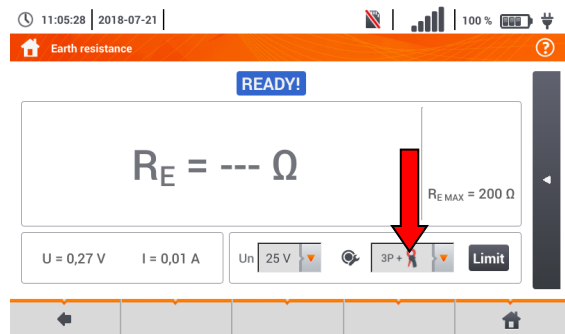 11:05:28 2018-07-21 100 %
Earth resistance ?
READY!
RE = --- Ω
RE MAX = 200 Ω
U = 0,27 V I = 0,01 A Un 25 V 3P + Limit